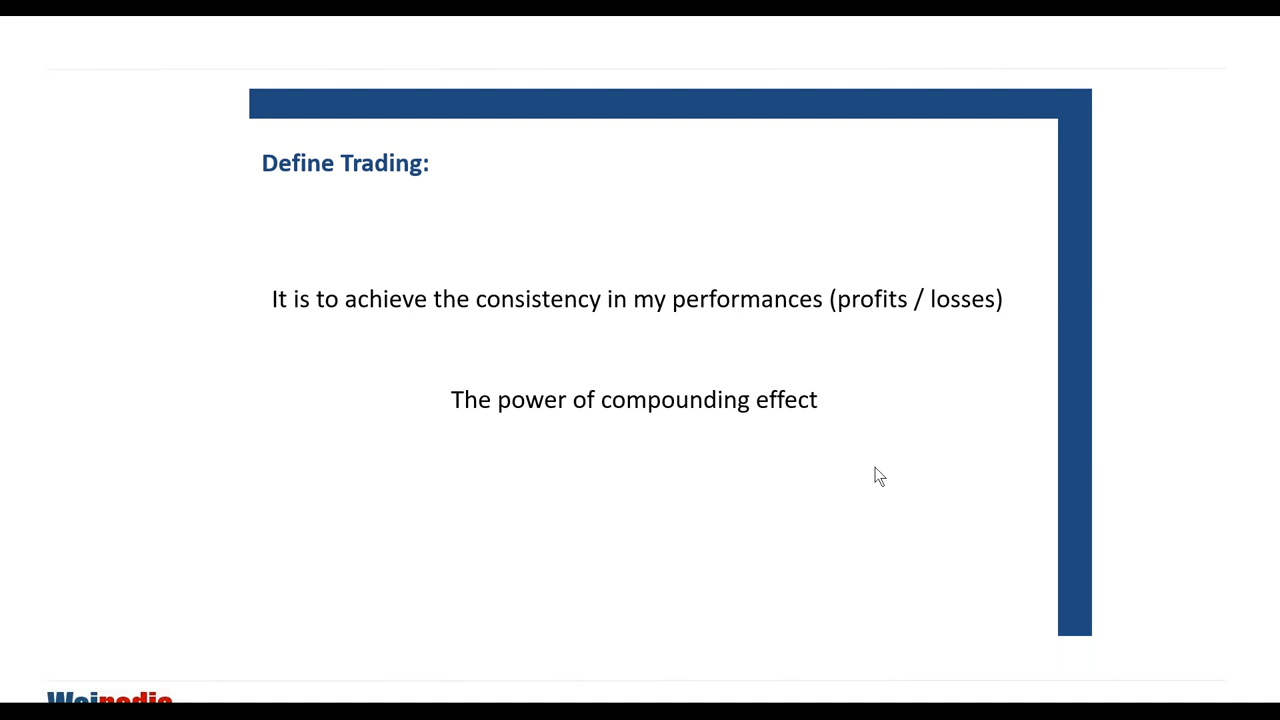 Define Trading:
It is to achieve the consistency in my performances (profits / losses)
The power of compounding effect